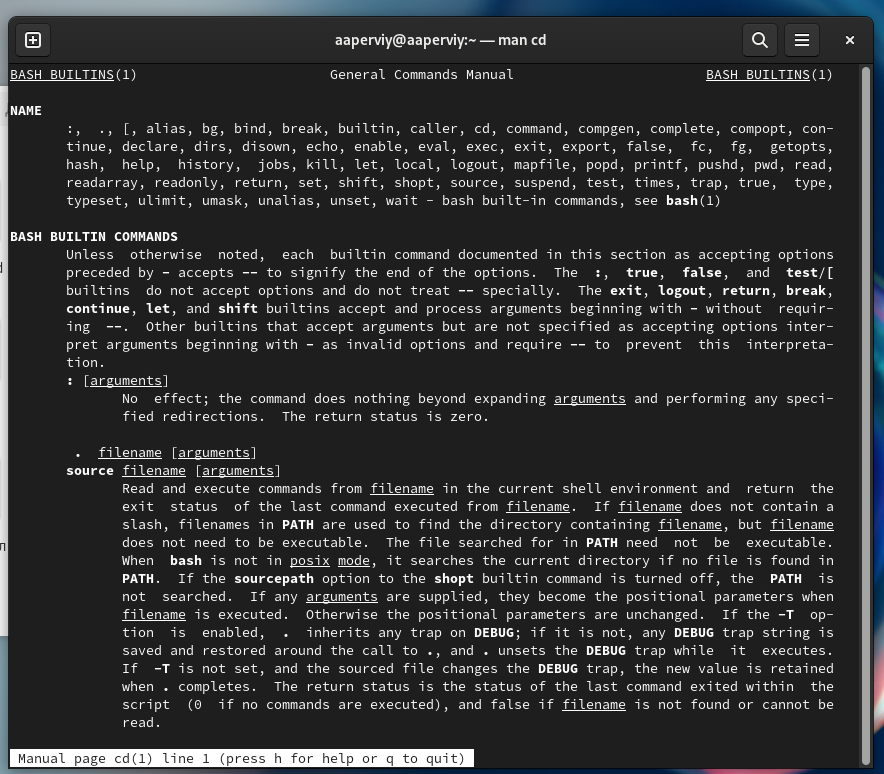 aaperviy@aaperviy:~ — man cd
BASH_BUILTINS(1) General Commands Manual BASH_BUILTINS(1)
NAME
:, ., [, alias, bg, bind, break, builtin, caller, cd, command, compgen, complete, compopt, con-
tinue, declare, dirs, disown, echo, enable, eval, exec, exit, export, false, fc, fg, getopts,
hash, help, history, jobs, kill, let, local, logout, mapfile, popd, printf, pushd, pwd, read,
readarray, readonly, return, set, shift, shopt, source, suspend, test, times, trap, true, type,
typeset, ulimit, umask, unalias, unset, wait - bash built-in commands, see bash(1)
BASH BUILTIN COMMANDS
Unless otherwise noted, each builtin command documented in this section as accepting options
preceded by - accepts -- to signify the end of the options. The :, true, false, and test/[
builtins do not accept options and do not treat -- specially. The exit, logout, return, break,
continue, let, and shift builtins accept and process arguments beginning with - without requir-
ing --. Other builtins that accept arguments but are not specified as accepting options inter-
pret arguments beginning with - as invalid options and require -- to prevent this interpreta-
tion.
: [arguments]
No effect; the command does nothing beyond expanding arguments and performing any speci-
fied redirections. The return status is zero.
. filename [arguments]
source filename [arguments]
Read and execute commands from filename in the current shell environment and return the
exit status of the last command executed from filename. If filename does not contain a
slash, filenames in PATH are used to find the directory containing filename, but filename
does not need to be executable. The file searched for in PATH need not be executable.
When bash is not in posix mode, it searches the current directory if no file is found in
PATH. If the sourcepath option to the shopt builtin command is turned off, the PATH is
not searched. If any arguments are supplied, they become the positional parameters when
filename is executed. Otherwise the positional parameters are unchanged. If the -T op-
tion is enabled, . inherits any trap on DEBUG; if it is not, any DEBUG trap string is
saved and restored around the call to ., and . unsets the DEBUG trap while it executes.
If -T is not set, and the sourced file changes the DEBUG trap, the new value is retained
when . completes. The return status is the status of the last command exited within the
script (0 if no commands are executed), and false if filename is not found or cannot be
read.
Manual page cd(1) line 1 (press h for help or q to quit)